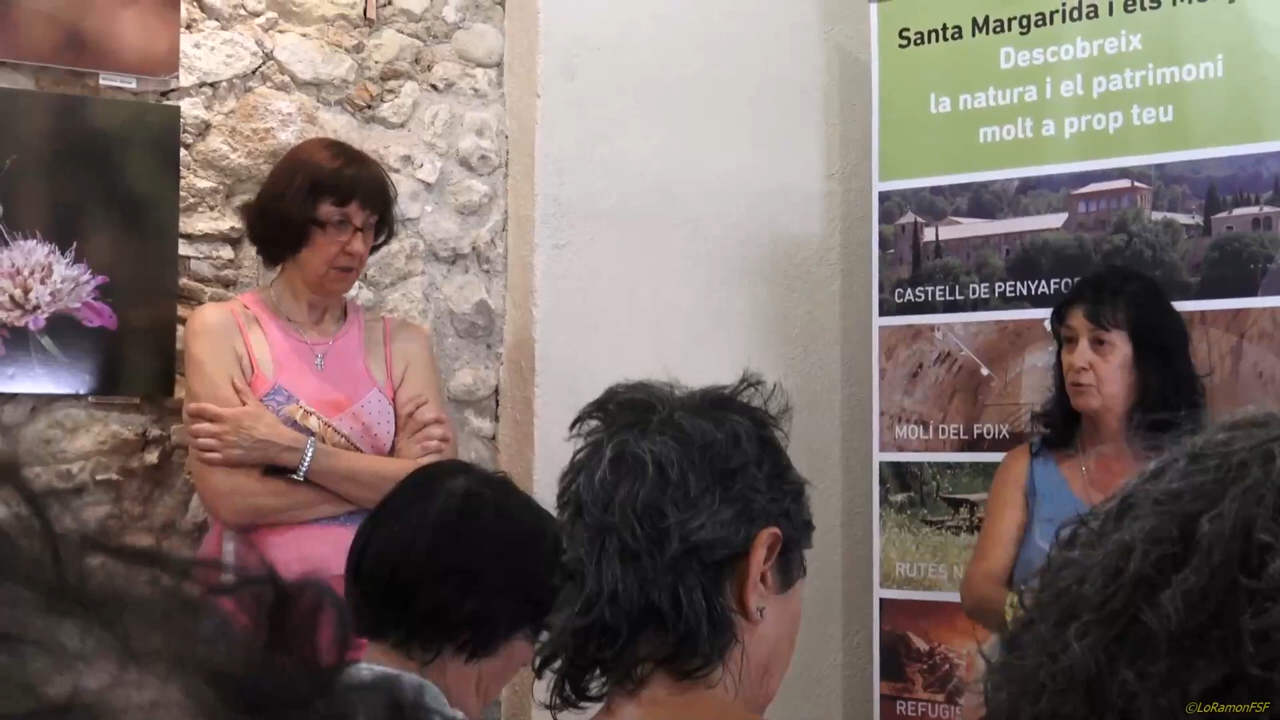 Santa Margarida i els
Descobreix
la natura i el patrimoni
molt a prop teu
CASTELL DE
MOLÍ DEL FOIX
RUTES
REFUGIS
©LoRamonFSF